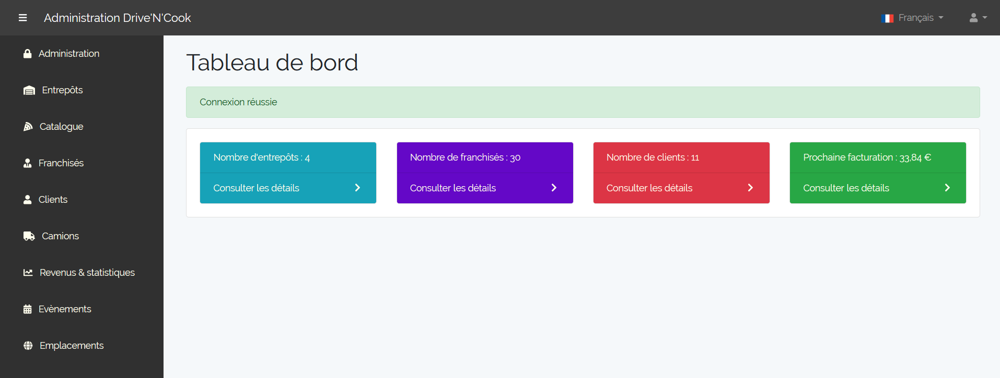 Administration Drive'N'Cook
Français
Administration
Entrepôts
Catalogue
Franchisés
Clients
Camions
Revenus & statistiques
Evènements
Emplacements
Tableau de bord
Connexion réussie
Nombre d'entrepôts : 4
Consulter les détails
Nombre de franchisés : 30
Consulter les détails
Nombre de clients : 11
Consulter les détails
Prochaine facturation : 33,84 €
Consulter les détails